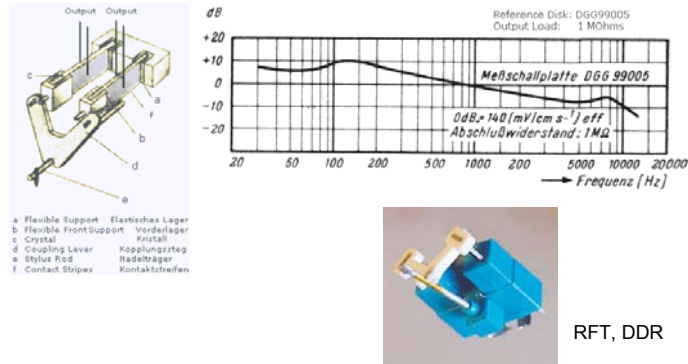 Output Output
c
a
f
b
d
e
a Flexible Support Elastisches Lager
b Flexible Front Support Vorderlager
c Crystal Kristall
d Coupling Lever Kopplungssteg
e Stylus Rod Nadelträger
f Contact Stripes Kontaktstreifen
dB
Reference Disk: DGG99005
Output Load: 1 MOhms
+20
+10
0
-10
-20
Meßschallplatte DGG 99005
0dB = 140 (mV/cm s⁻¹) eff
Abschlußwiderstand: 1MΩ
20 50 100 200 500 1000 2000 5000 10000 20000
Frequenz [Hz]
RFT, DDR